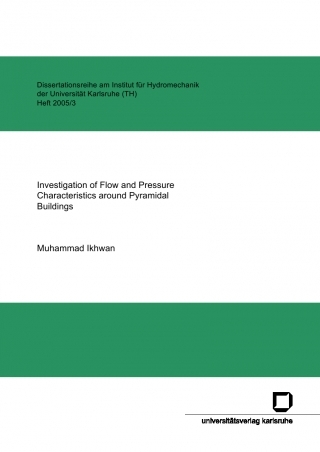 Dissertationsreihe am Institut für Hydromechanik
der Universität Karlsruhe (TH)
Heft 2005/3
Investigation of Flow and Pressure
Characteristics around Pyramidal
Buildings
Muhammad Ikhwan
universitätsverlag karlsruhe